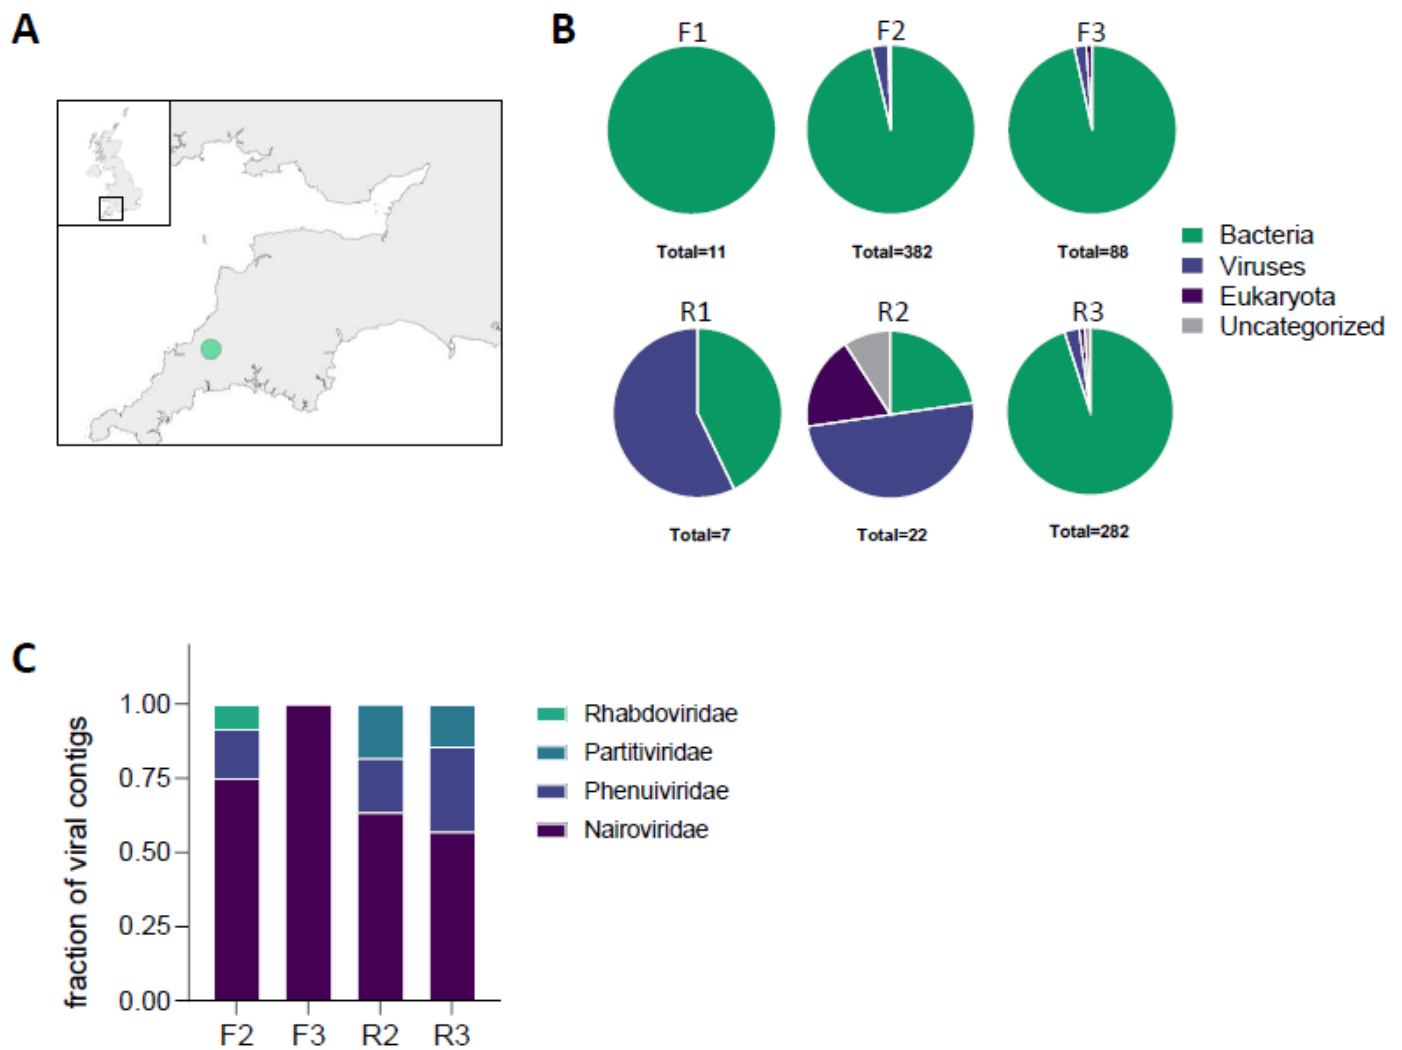 A
B
F1
F2
F3
Total=11
Total=382
Total=88
Bacteria
Viruses
Eukaryota
Uncategorized
R1
R2
R3
Total=7
Total=22
Total=282
C
fraction of viral contigs
1.00
0.75
0.50
0.25
0.00
F2
F3
R2
R3
Rhabdoviridae
Partitiviridae
Phenuiviridae
Nairoviridae